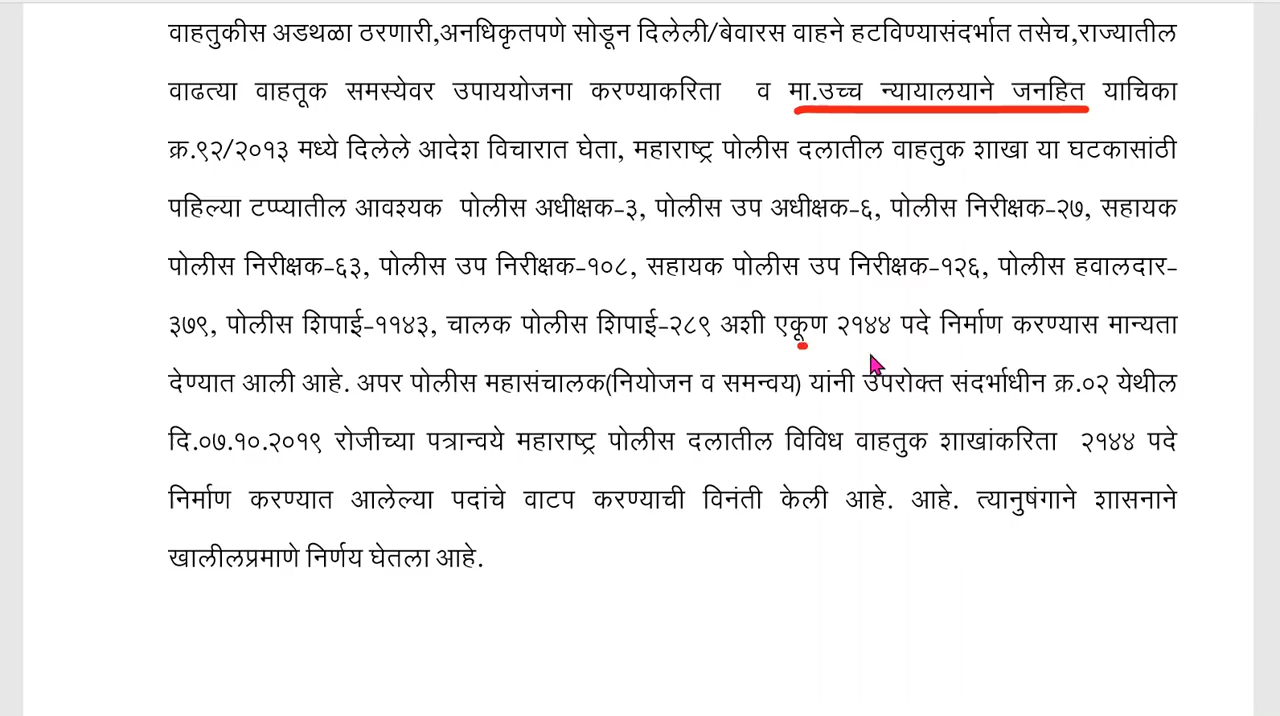 वाहतुकीस अडथळा ठरणारी,अनधिकृतपणे सोडून दिलेली/बेवारस वाहने हटविण्यासंदर्भात तसेच,राज्यातील
वाढत्या वाहतूक समस्येवर उपाययोजना करण्याकरिता व मा.उच्च न्यायालयाने जनहित याचिका
क्र.९२/२०१३ मध्ये दिलेले आदेश विचारात घेता, महाराष्ट्र पोलीस दलातील वाहतुक शाखा या घटकासांठी
पहिल्या टप्प्यातील आवश्यक पोलीस अधीक्षक-३, पोलीस उप अधीक्षक-६, पोलीस निरीक्षक-२७, सहायक
पोलीस निरीक्षक-६३, पोलीस उप निरीक्षक-१०८, सहायक पोलीस उप निरीक्षक-१२६, पोलीस हवालदार-
३७९, पोलीस शिपाई-११४३, चालक पोलीस शिपाई-२८९ अशी एकूण २१४४ पदे निर्माण करण्यास मान्यता
देण्यात आली आहे. अपर पोलीस महासंचालक(नियोजन व समन्वय) यांनी उपरोक्त संदर्भाधीन क्र.०२ येथील
दि.०७.१०.२०१९ रोजीच्या पत्रान्वये महाराष्ट्र पोलीस दलातील विविध वाहतुक शाखांकरिता २१४४ पदे
निर्माण करण्यात आलेल्या पदांचे वाटप करण्याची विनंती केली आहे. आहे. त्यानुषंगाने शासनाने
खालीलप्रमाणे निर्णय घेतला आहे.